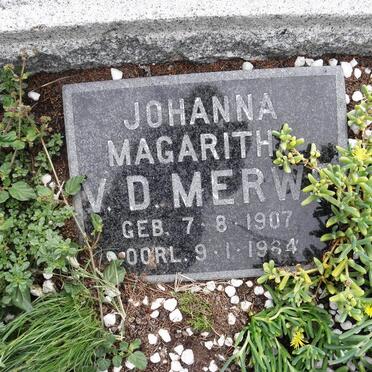 JOHANNA
MAGARITH
V. D. MERW
GEB. 7·8·1907
OORL. 9·1·1984